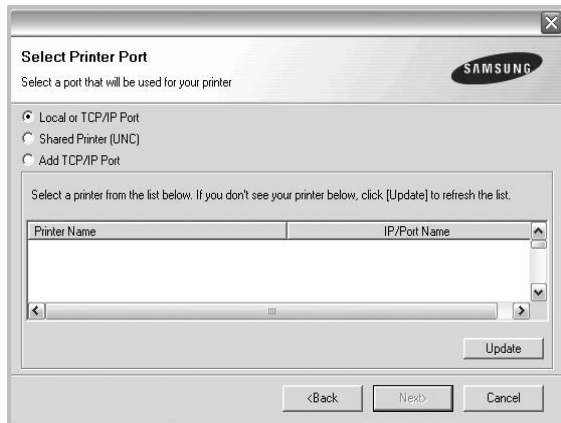 Select Printer Port
Select a port that will be used for your printer
SAMSUNG
Local or TCP/IP Port
Shared Printer (UNC)
Add TCP/IP Port
Select a printer from the list below. If you don't see your printer below, click [Update] to refresh the list.
Printer Name IP/Port Name
Update
<Back Next> Cancel